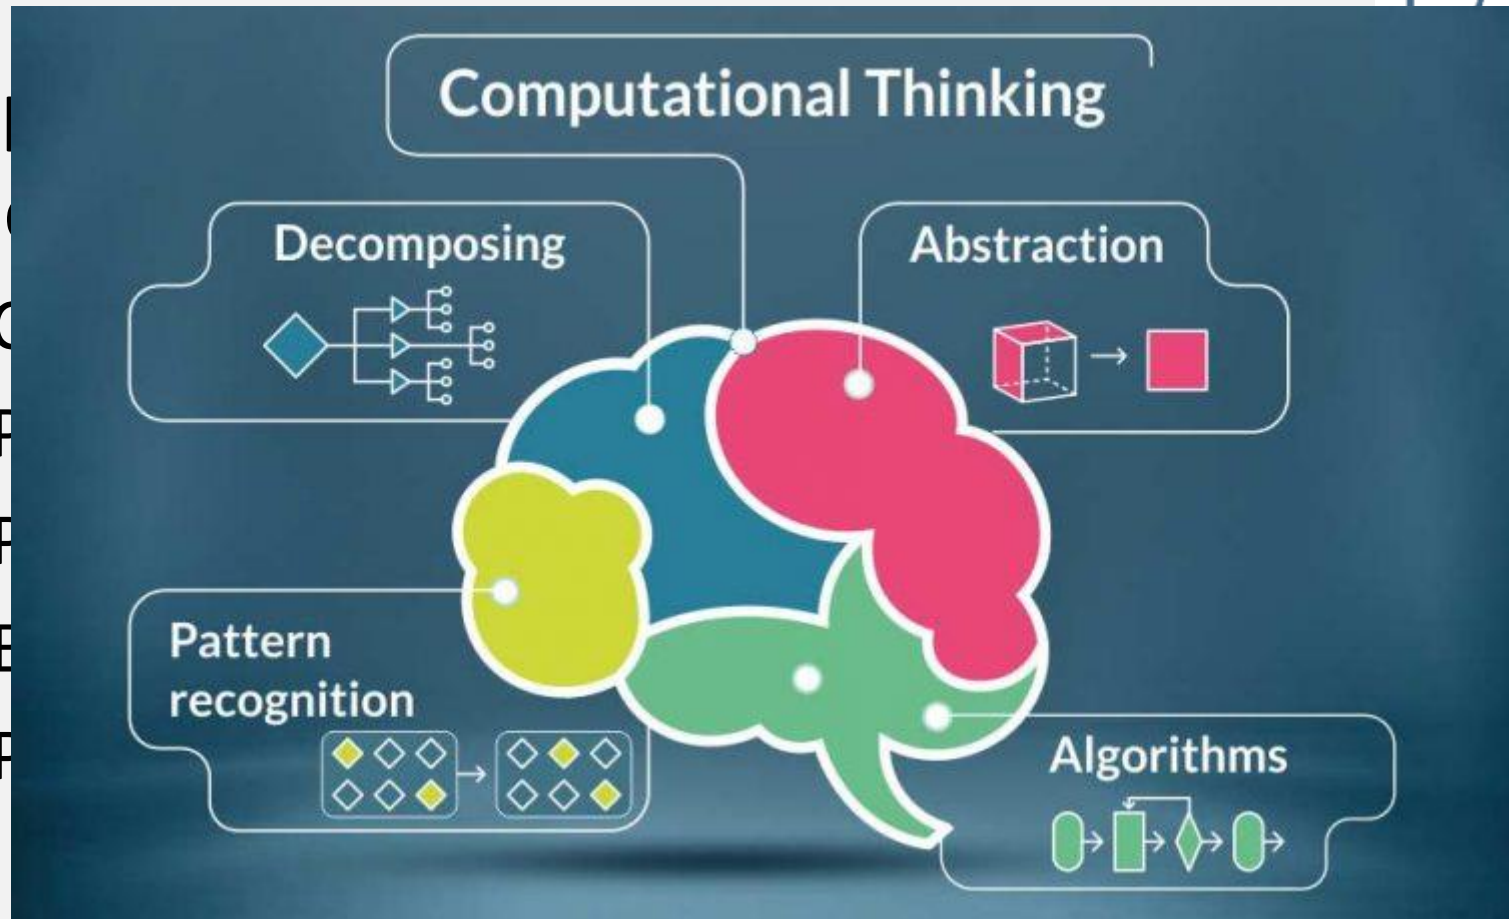 Computational Thinking
Decomposing
Abstraction
Pattern
recognition
Algorithms